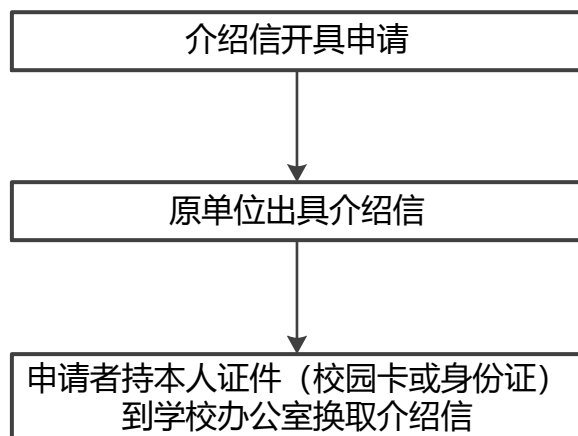 介绍信开具申请
原单位出具介绍信
申请者持本人证件（校园卡或身份证）
到学校办公室换取介绍信